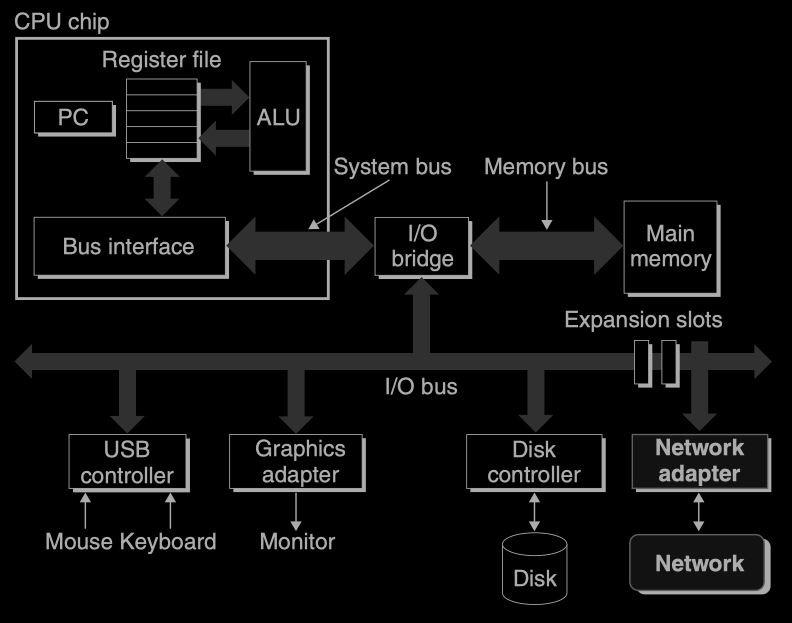 CPU chip
Register file
PC
ALU
System bus
Memory bus
Bus interface
I/O
bridge
Main
memory
Expansion slots
I/O bus
USB
controller
Graphics
adapter
Disk
controller
Network
adapter
Mouse Keyboard
Monitor
Disk
Network